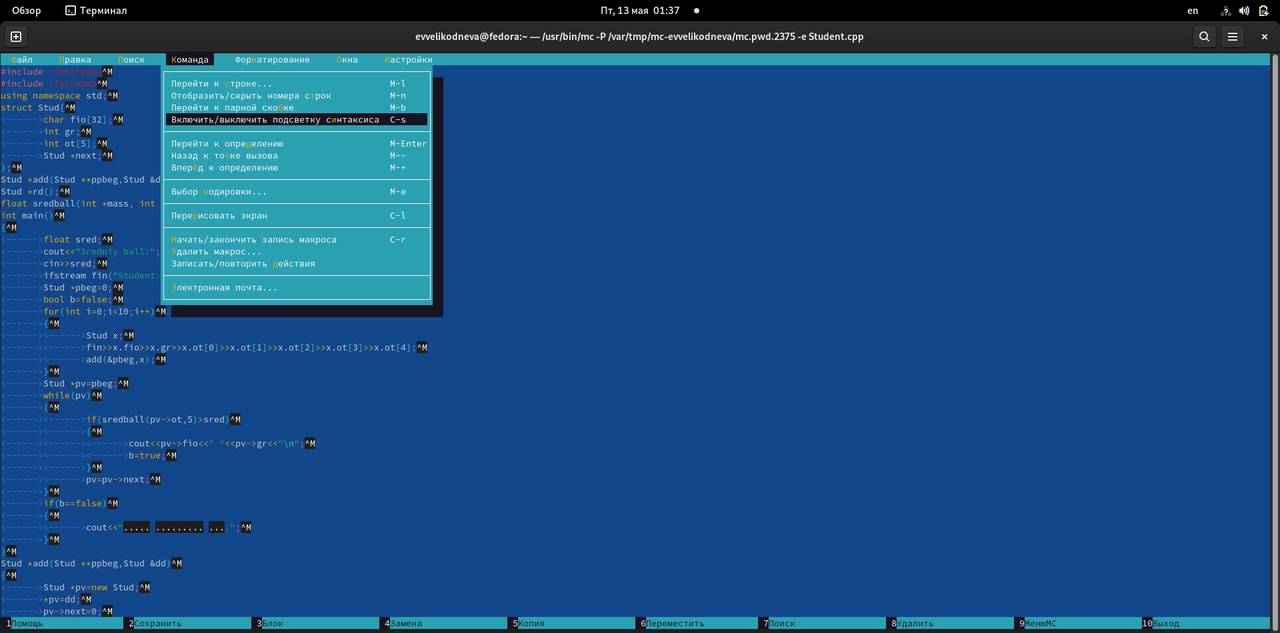 Обзор Терминал Пт, 13 мая 01:37 en
evvelikodneva@fedora:~ — /usr/bin/mc -P /var/tmp/mc-evvelikodneva/mc.pwd.2375 -e Student.cpp
Файл Правка Поиск Команда Форматирование Окна Настройки
#include <iostream>^M
#include <fstream>^M
using namespace std;^M
struct Stud{^M
<------>char fio[32];^M
<------>int gr;^M
<------>int ot[5];^M
<------>Stud *next;^M
};^M
Stud *add(Stud **ppbeg,Stud &d
Stud *rd();^M
float sredball(int *mass, int
int main()^M
{^M
<------>float sred;^M
<------>cout<<"Sredniy ball:";
<------>cin>>sred;^M
<------>ifstream fin("Student.
<------>Stud *pbeg=0;^M
<------>bool b=false;^M
<------>for(int i=0;i<10;i++)^M
<------>{^M
<------><------>Stud x;^M
<------><------>fin>>x.fio>>x.gr>>x.ot[0]>>x.ot[1]>>x.ot[2]>>x.ot[3]>>x.ot[4];^M
<------><------>add(&pbeg,x);^M
<------>}^M
<------>Stud *pv=pbeg;^M
<------>while(pv)^M
<------>{^M
<------><------>if(sredball(pv->ot,5)>sred)^M
<------><------>{^M
<------><------><------>cout<<pv->fio<<" "<<pv->gr<<"\n";^M
<------><------><------>b=true;^M
<------><------>}^M
<------><------>pv=pv->next;^M
<------>}^M
<------>if(b==false)^M
<------>{^M
<------><------>cout<<"..... ......... ....";^M
<------>}^M
}^M
Stud *add(Stud **ppbeg,Stud &dd)^M
{^M
<------>Stud *pv=new Stud;^M
<------>*pv=dd;^M
<------>pv->next=0;^M
Перейти к строке... M-l
Отобразить/скрыть номера строк M-n
Перейти к парной скобке M-b
Включить/выключить подсветку синтаксиса C-s
Перейти к определению M-Enter
Назад к точке вызова M--
Вперёд к определению M-+
Выбор кодировки... M-e
Перерисовать экран C-l
Начать/закончить запись макроса C-r
Удалить макрос...
Записать/повторить действия
Электронная почта...
1Помощь 2Сохранить 3Блок 4Замена 5Копия 6Переместить 7Поиск 8Удалить 9МенюMC 10Выход